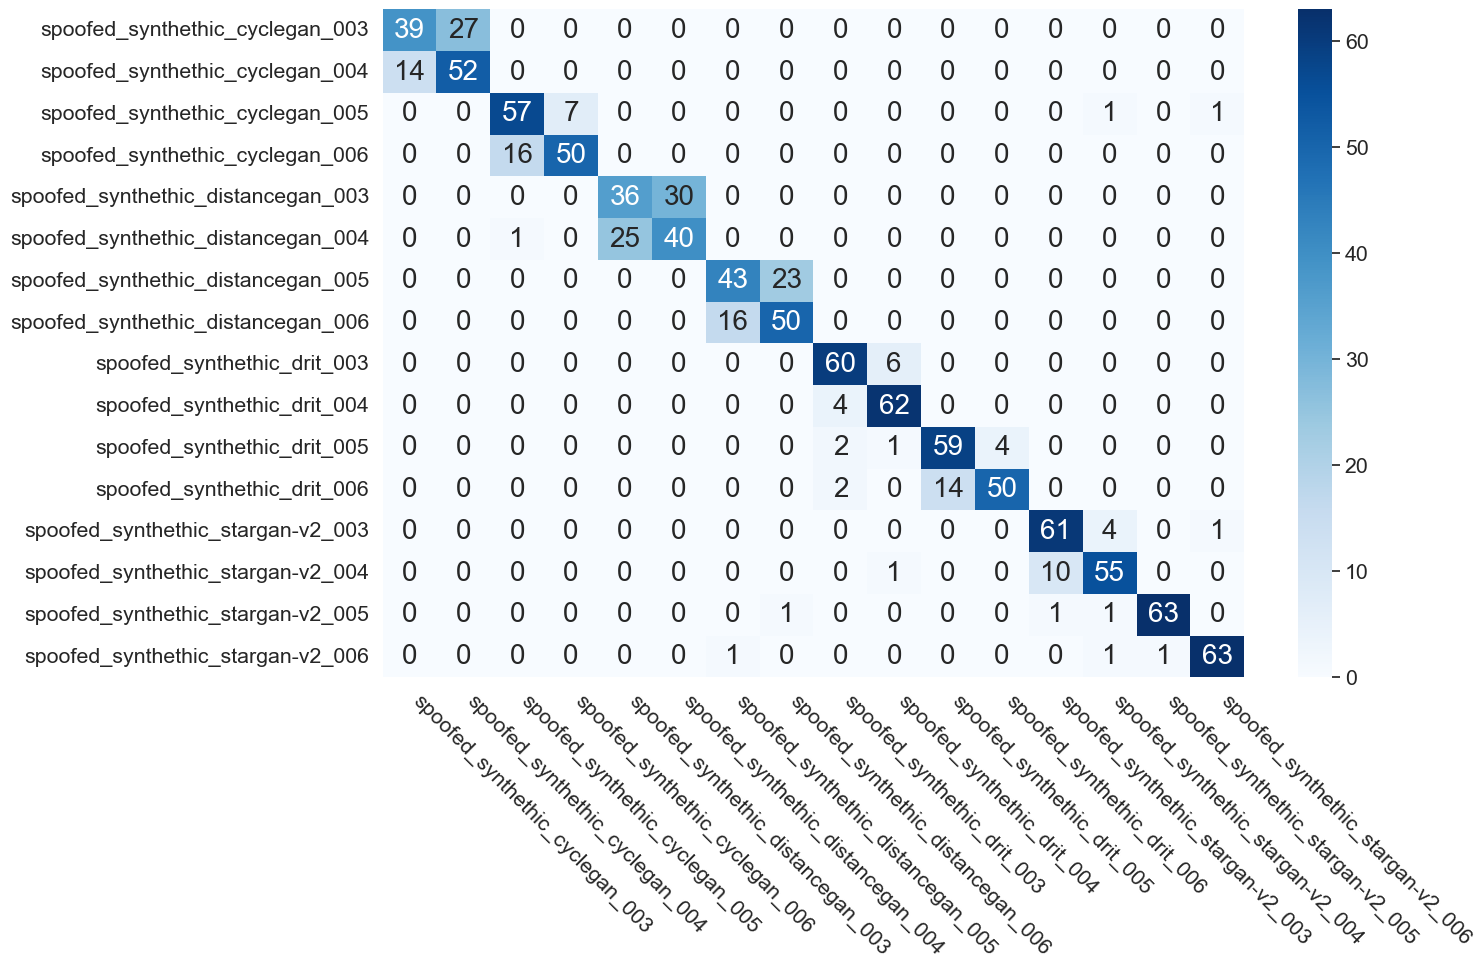 spoofed_synthethic_cyclegan_003 39 27 0 0 0 0 0 0 0 0 0 0 0 0 0 0
spoofed_synthethic_cyclegan_004 14 52 0 0 0 0 0 0 0 0 0 0 0 0 0 0
spoofed_synthethic_cyclegan_005 0 0 57 7 0 0 0 0 0 0 0 0 0 1 0 1
spoofed_synthethic_cyclegan_006 0 0 16 50 0 0 0 0 0 0 0 0 0 0 0 0
spoofed_synthethic_distancegan_003 0 0 0 0 36 30 0 0 0 0 0 0 0 0 0 0
spoofed_synthethic_distancegan_004 0 0 1 0 25 40 0 0 0 0 0 0 0 0 0 0
spoofed_synthethic_distancegan_005 0 0 0 0 0 0 43 23 0 0 0 0 0 0 0 0
spoofed_synthethic_distancegan_006 0 0 0 0 0 0 16 50 0 0 0 0 0 0 0 0
spoofed_synthethic_drit_003 0 0 0 0 0 0 0 0 60 6 0 0 0 0 0 0
spoofed_synthethic_drit_004 0 0 0 0 0 0 0 0 4 62 0 0 0 0 0 0
spoofed_synthethic_drit_005 0 0 0 0 0 0 0 0 2 1 59 4 0 0 0 0
spoofed_synthethic_drit_006 0 0 0 0 0 0 0 0 2 0 14 50 0 0 0 0
spoofed_synthethic_stargan-v2_003 0 0 0 0 0 0 0 0 0 0 0 0 61 4 0 1
spoofed_synthethic_stargan-v2_004 0 0 0 0 0 0 0 0 0 1 0 0 10 55 0 0
spoofed_synthethic_stargan-v2_005 0 0 0 0 0 0 0 1 0 0 0 0 1 1 63 0
spoofed_synthethic_stargan-v2_006 0 0 0 0 0 0 1 0 0 0 0 0 0 1 1 63
spoofed_synthethic_cyclegan_003
spoofed_synthethic_cyclegan_004
spoofed_synthethic_cyclegan_005
spoofed_synthethic_cyclegan_006
spoofed_synthethic_distancegan_003
spoofed_synthethic_distancegan_004
spoofed_synthethic_distancegan_005
spoofed_synthethic_distancegan_006
spoofed_synthethic_drit_003
spoofed_synthethic_drit_004
spoofed_synthethic_drit_005
spoofed_synthethic_drit_006
spoofed_synthethic_stargan-v2_003
spoofed_synthethic_stargan-v2_004
spoofed_synthethic_stargan-v2_005
spoofed_synthethic_stargan-v2_006
60
50
40
30
20
10
0